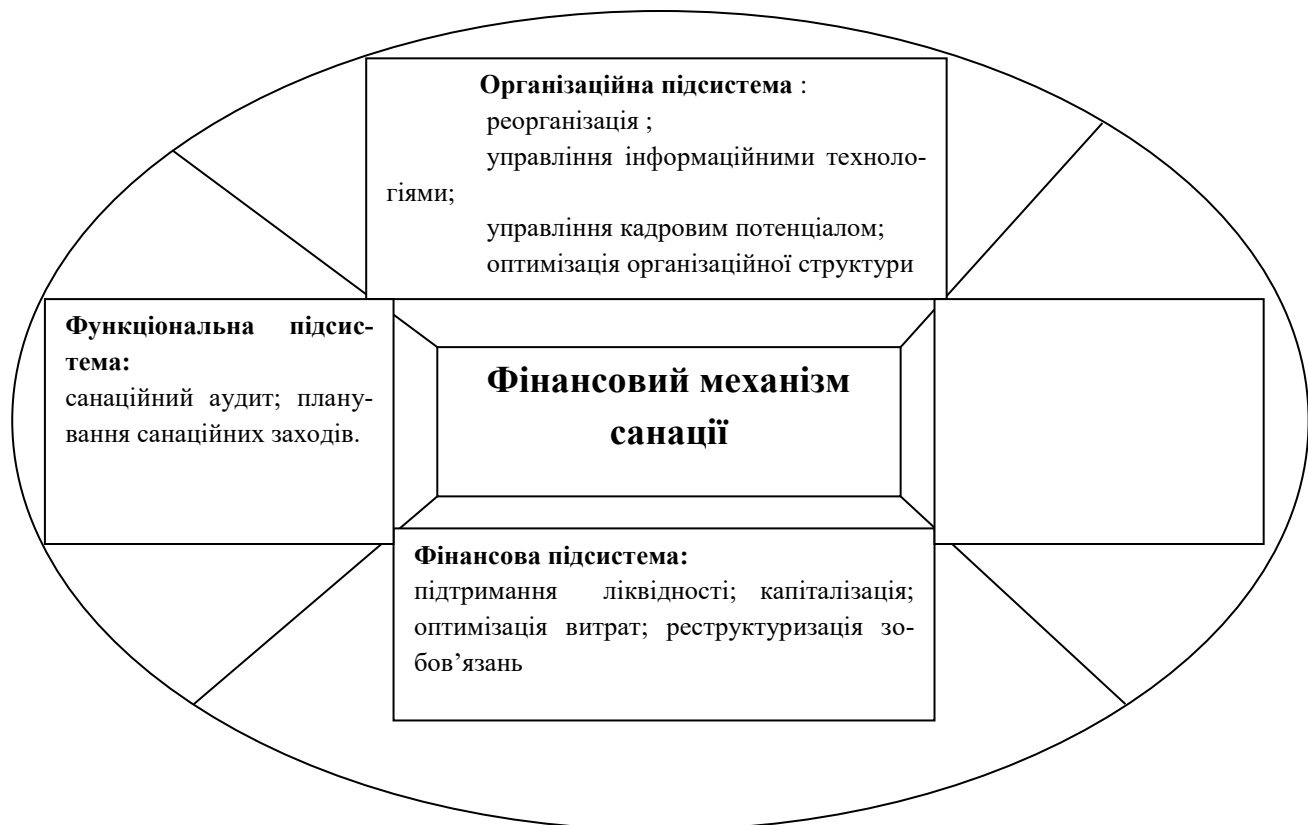 Організаційна підсистема :
реорганізація ;
управління інформаційними техноло-
гіями;
управління кадровим потенціалом;
оптимізація організаційної структури
Функціональна підсис-
тема:
санаційний аудит; плану-
вання санаційних заходів.
Фінансовий механізм
санації
Фінансова підсистема:
підтримання ліквідності; капіталізація;
оптимізація витрат; реструктуризація зо-
бов’язань